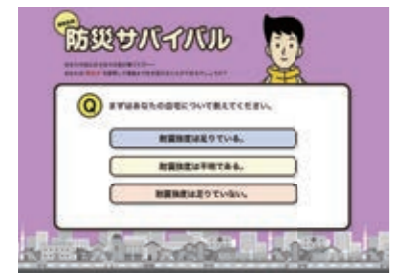 防災サバイバル
Q まずはあなたの自宅について教えてください。
耐震強度は足りている。
耐震強度は不明である。
耐震強度は足りていない。